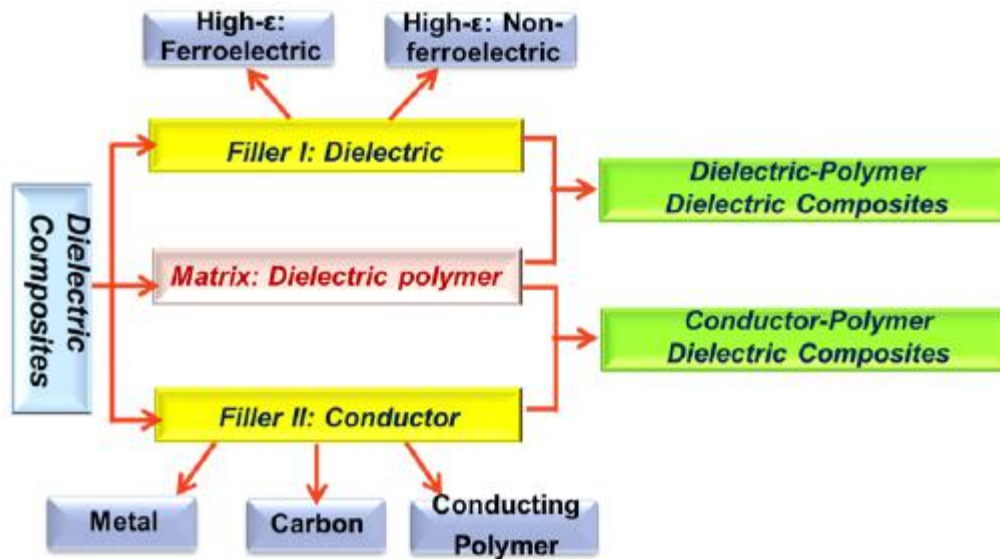 High-ε:
Ferroelectric
High-ε: Non-
ferroelectric
Filler I: Dielectric
Dielectric-Polymer
Dielectric Composites
Dielectric
Composites
Matrix: Dielectric polymer
Conductor-Polymer
Dielectric Composites
Filler II: Conductor
Metal
Carbon
Conducting
Polymer